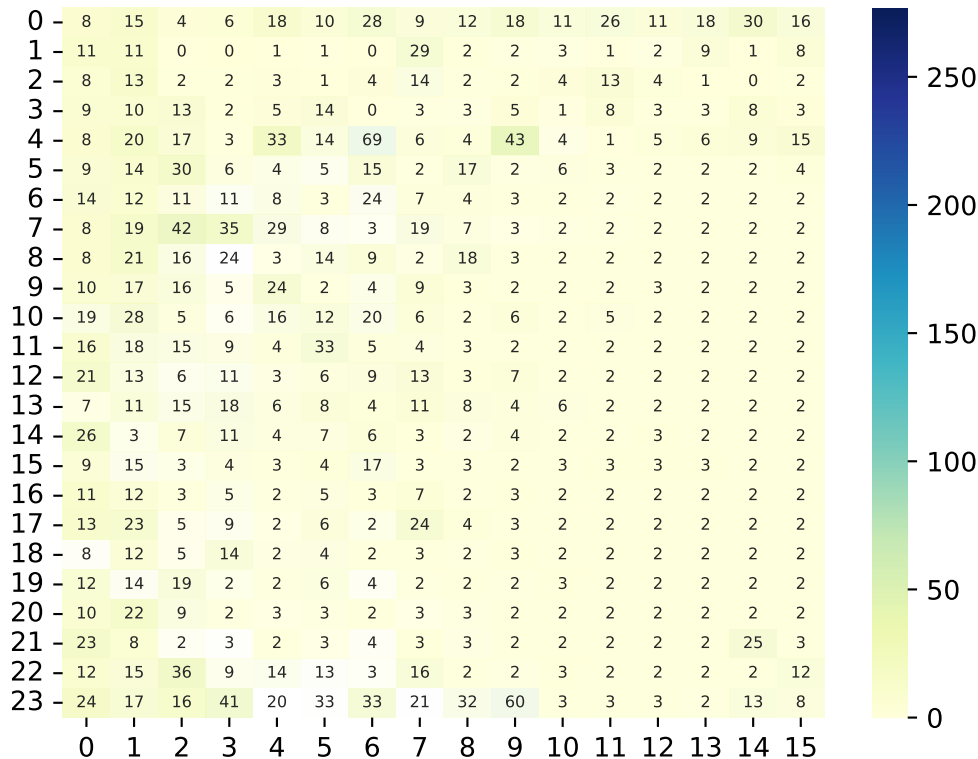 0 8 15 4 6 18 10 28 9 12 18 11 26 11 18 30 16
1 11 11 0 0 1 1 0 29 2 2 3 1 2 9 1 8
2 8 13 2 2 3 1 4 14 2 2 4 13 4 1 0 2
3 9 10 13 2 5 14 0 3 3 5 1 8 3 3 8 3
4 8 20 17 3 33 14 69 6 4 43 4 1 5 6 9 15
5 9 14 30 6 4 5 15 2 17 2 6 3 2 2 2 4
6 14 12 11 11 8 3 24 7 4 3 2 2 2 2 2 2
7 8 19 42 35 29 8 3 19 7 3 2 2 2 2 2 2
8 8 21 16 24 3 14 9 2 18 3 2 2 2 2 2 2
9 10 17 16 5 24 2 4 9 3 2 2 2 3 2 2 2
10 19 28 5 6 16 12 20 6 2 6 2 5 2 2 2 2
11 16 18 15 9 4 33 5 4 3 2 2 2 2 2 2 2
12 21 13 6 11 3 6 9 13 3 7 2 2 2 2 2 2
13 7 11 15 18 6 8 4 11 8 4 6 2 2 2 2 2
14 26 3 7 11 4 7 6 3 2 4 2 2 3 2 2 2
15 9 15 3 4 3 4 17 3 3 2 3 3 3 3 2 2
16 11 12 3 5 2 5 3 7 2 3 2 2 2 2 2 2
17 13 23 5 9 2 6 2 24 4 3 2 2 2 2 2 2
18 8 12 5 14 2 4 2 3 2 3 2 2 2 2 2 2
19 12 14 19 2 2 6 4 2 2 2 3 2 2 2 2 2
20 10 22 9 2 3 3 2 3 3 2 2 2 2 2 2 2
21 23 8 2 3 2 3 4 3 3 2 2 2 2 2 25 3
22 12 15 36 9 14 13 3 16 2 2 3 2 2 2 2 12
23 24 17 16 41 20 33 33 21 32 60 3 3 3 2 13 8
0 1 2 3 4 5 6 7 8 9 10 11 12 13 14 15
250
200
150
100
50
0